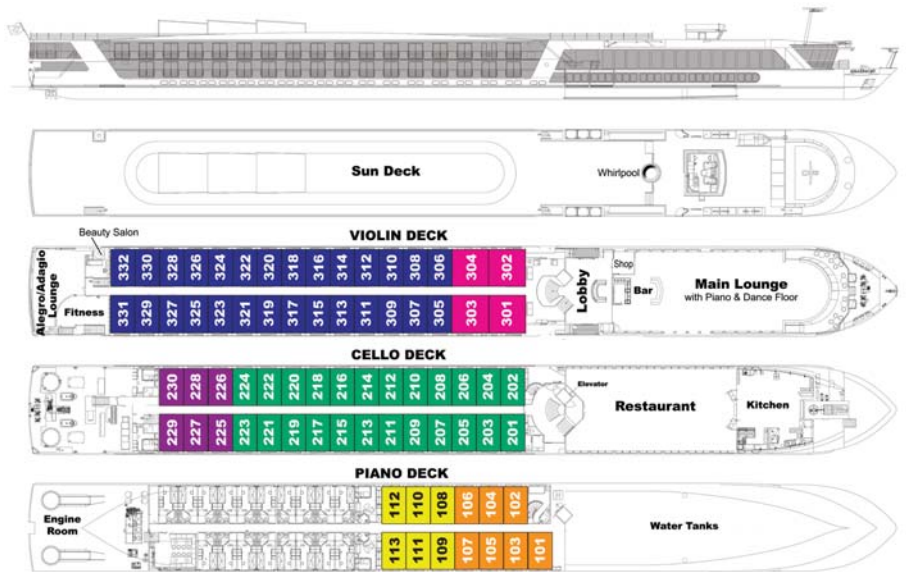 Sun Deck
Whirlpool
VIOLIN DECK
Beauty Salon
Alegro/Adagio
Lounge
Fitness
332 330 328 326 324 322 320 318 316 314 312 310 308 306 304 302
331 329 327 325 323 321 319 317 315 313 311 309 307 305 303 301
Lobby
Shop
Bar
Main Lounge
with Piano & Dance Floor
CELLO DECK
230 228 226 224 222 220 218 216 214 212 210 208 206 204 202
229 227 225 223 221 219 217 215 213 211 209 207 205 203 201
Elevator
Restaurant
Kitchen
PIANO DECK
Engine
Room
112 110 108 106 104 102
113 111 109 107 105 103 101
Water Tanks